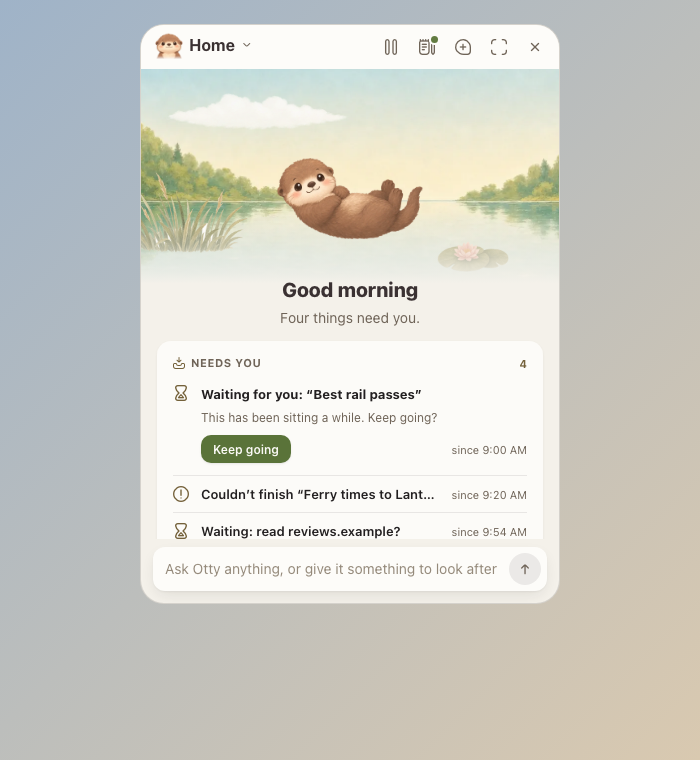 Home
Good morning
Four things need you.
NEEDS YOU 4
Waiting for you: “Best rail passes”
This has been sitting a while. Keep going?
Keep going since 9:00 AM
Couldn’t finish “Ferry times to Lant... since 9:20 AM
Waiting: read reviews.example? since 9:54 AM
Ask Otty anything, or give it something to look after